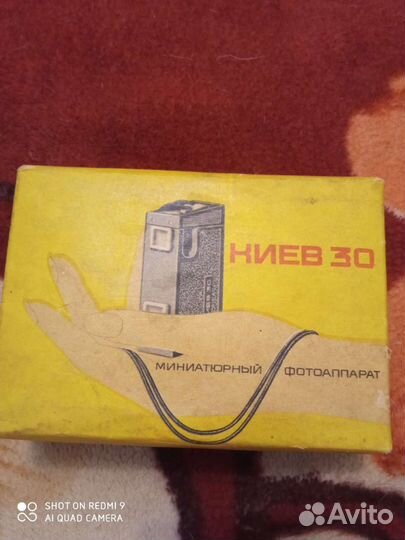 КИЕВ 30
МИНИАТЮРНЫЙ ФОТОАППАРАТ
SHOT ON REDMI 9
AI QUAD CAMERA
Avito